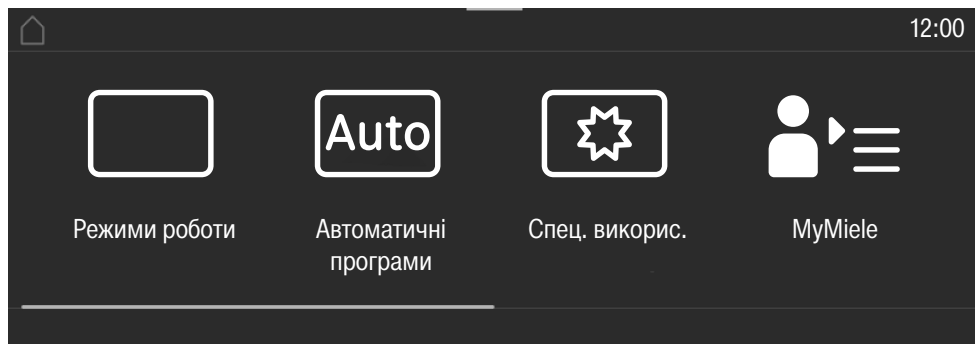 12:00
Auto
Режими роботи
Автоматичні
програми
Спец. викорис.
MyMiele